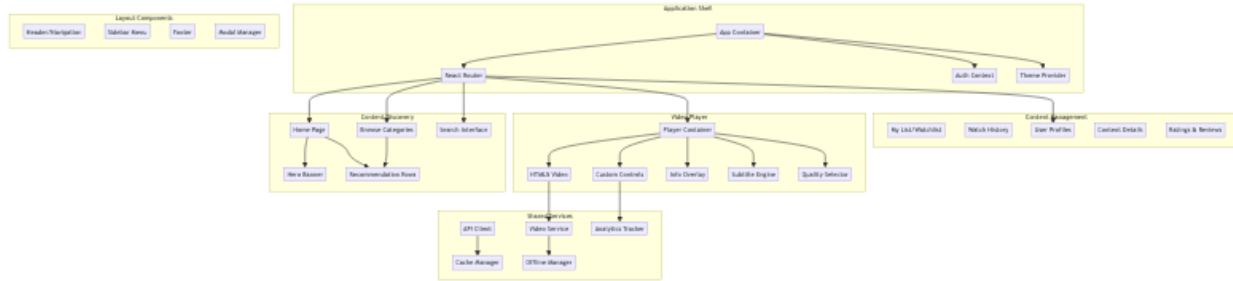 Application Shell
App Container
React Router
Auth Context
Theme Provider
Layout Components
Header/Navigation
Sidebar Menu
Footer
Modal Manager
Content Discovery
Home Page
Browse Categories
Search Interface
Hero Banner
Recommendation Rows
Video Player
Player Container
HTML5 Video
Custom Controls
Info Overlay
Subtitle Engine
Quality Selector
Content Management
My List/Watchlist
Watch History
User Profiles
Content Details
Ratings & Reviews
Shared Services
API Client
Video Service
Analytics Tracker
Cache Manager
Offline Manager